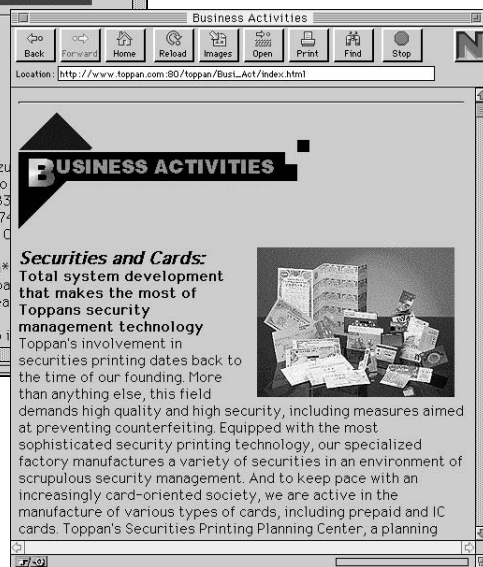 Business Activities
Back Forward Home Reload Images Open Print Find Stop
N
Location: http://www.toppan.com:80/toppan/Busi_Act/index.html
BUSINESS ACTIVITIES
Securities and Cards:
Total system development
that makes the most of
Toppans security
management technology
Toppan's involvement in
securities printing dates back to
the time of our founding. More
than anything else, this field
demands high quality and high security, including measures aimed
at preventing counterfeiting. Equipped with the most
sophisticated security printing technology, our specialized
factory manufactures a variety of securities in an environment of
scrupulous security management. And to keep pace with an
increasingly card-oriented society, we are active in the
manufacture of various types of cards, including prepaid and IC
cards. Toppan's Securities Printing Planning Center, a planning